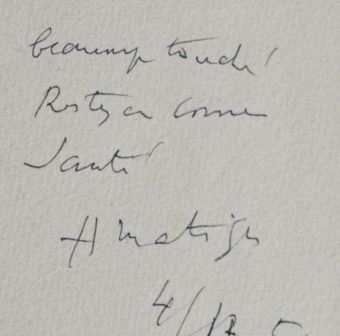 beaucoup touché
Restez en bonne
Santé
H Matisse
4/12